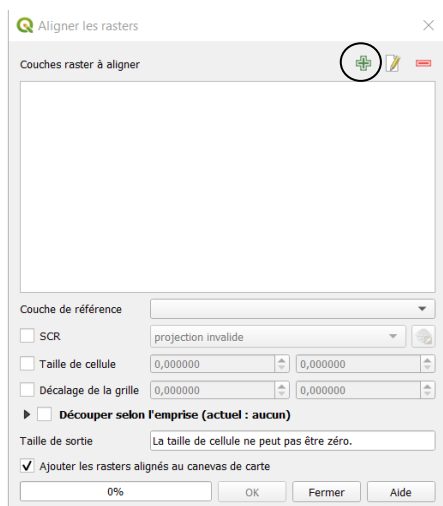 Aligner les rasters
Couches raster à aligner
Couche de référence
SCR projection invalide
Taille de cellule 0,000000 0,000000
Décalage de la grille 0,000000 0,000000
Découper selon l'emprise (actuel : aucun)
Taille de sortie La taille de cellule ne peut pas être zéro.
Ajouter les rasters alignés au canevas de carte
0% OK Fermer Aide